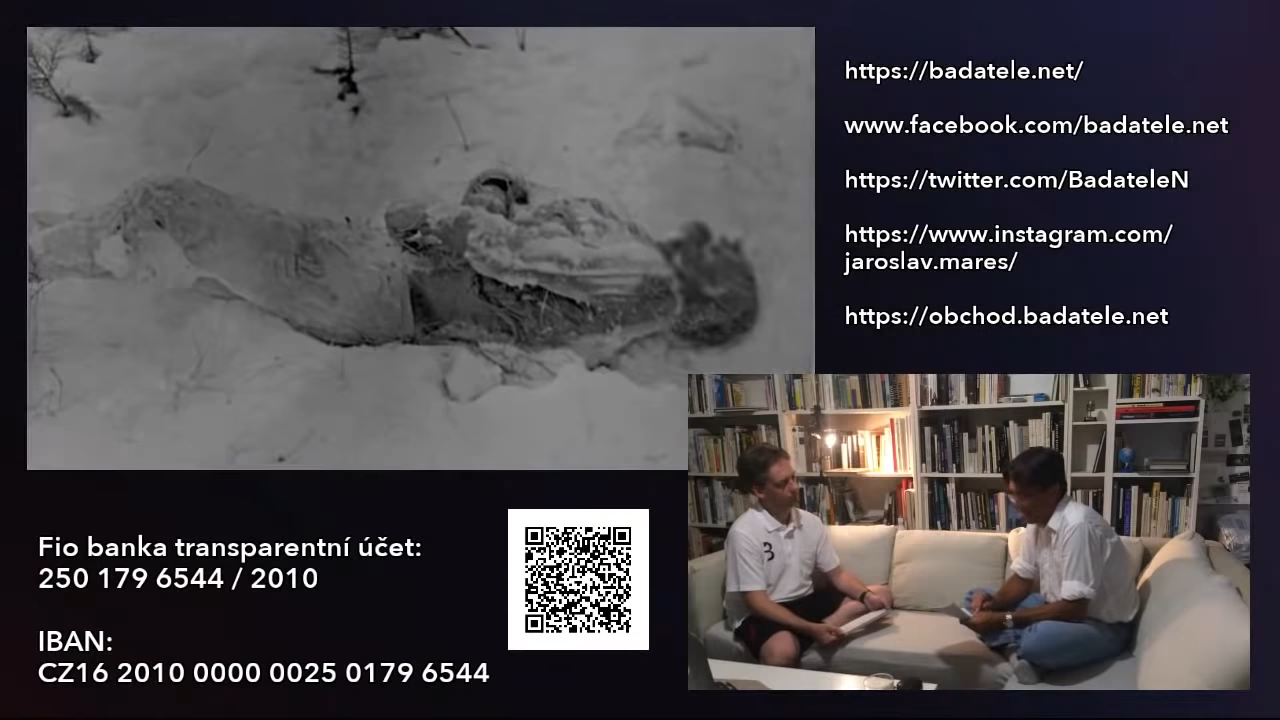 https://badatele.net/
www.facebook.com/badatele.net
https://twitter.com/BadateleN
https://www.instagram.com/
jaroslav.mares/
https://obchod.badatele.net
Fio banka transparentní účet:
250 179 6544 / 2010
IBAN:
CZ16 2010 0000 0025 0179 6544
3